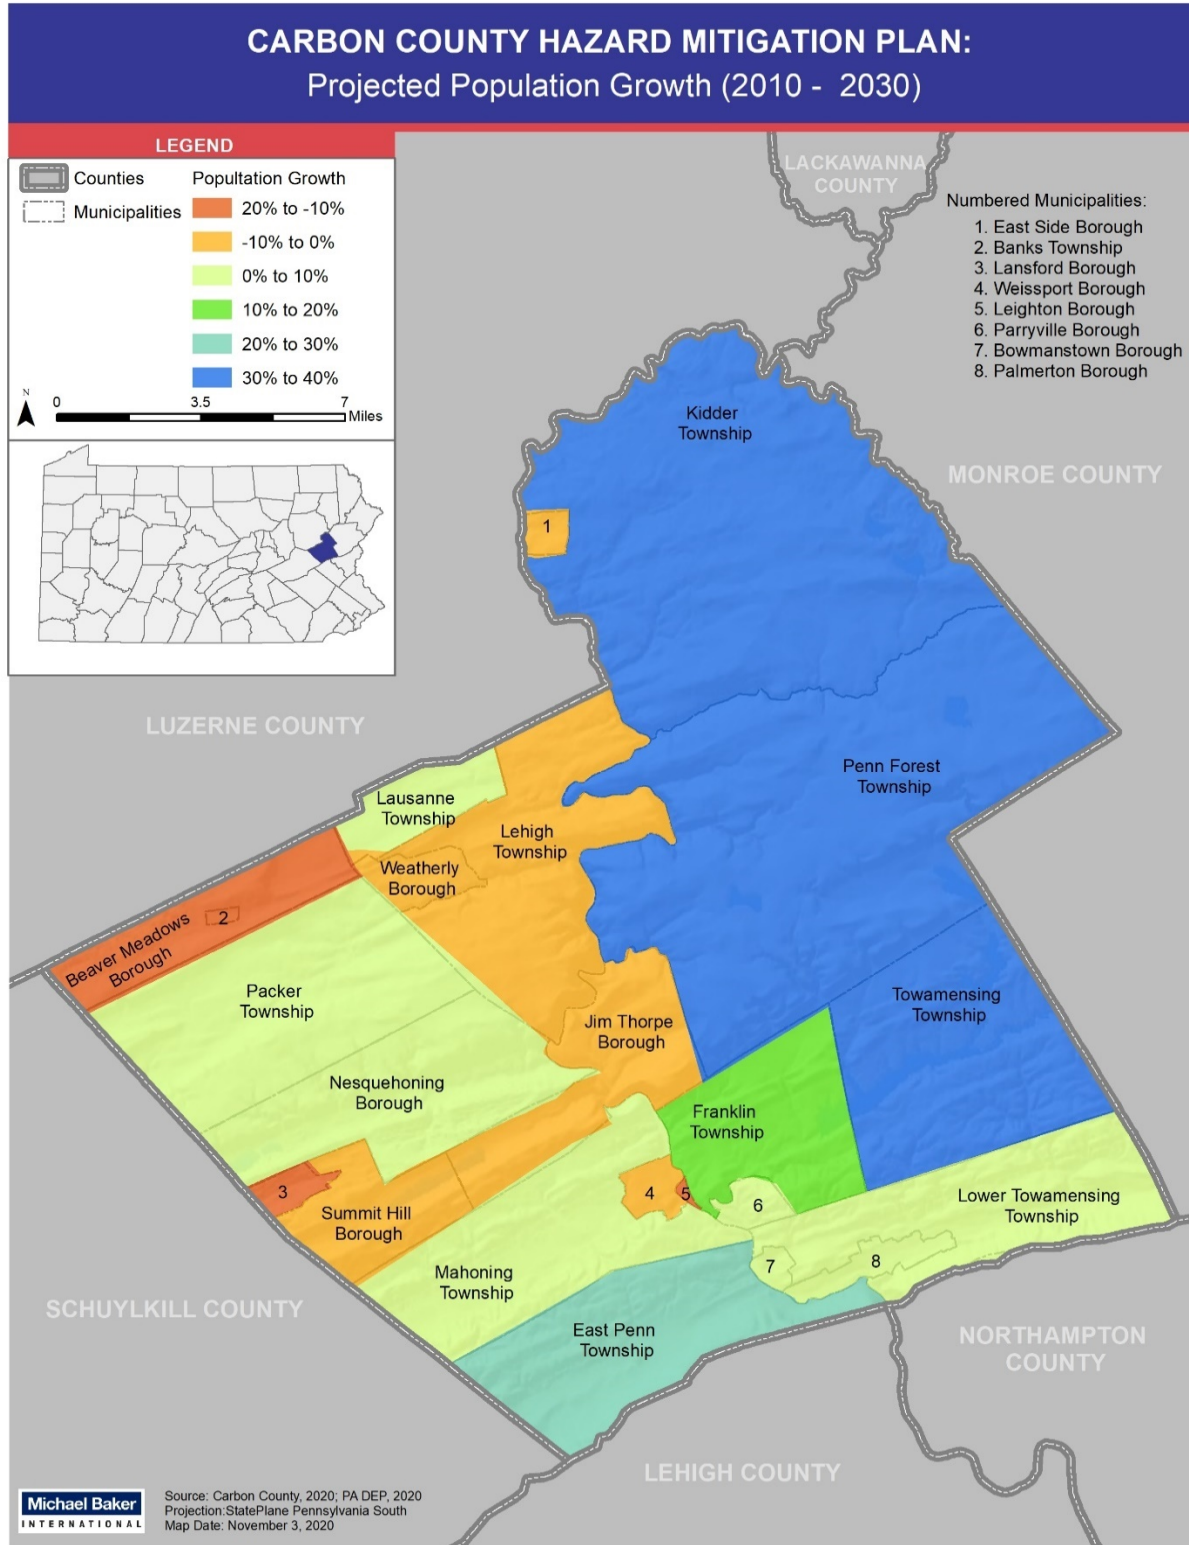 CARBON COUNTY HAZARD MITIGATION PLAN:
Projected Population Growth (2010 - 2030)
LEGEND
Counties
Municipalities
Popultation Growth
20% to -10%
-10% to 0%
0% to 10%
10% to 20%
20% to 30%
30% to 40%
N
0 3.5 7
Miles
LACKAWANNA
COUNTY
Numbered Municipalities:
1. East Side Borough
2. Banks Township
3. Lansford Borough
4. Weissport Borough
5. Leighton Borough
6. Parryville Borough
7. Bowmanstown Borough
8. Palmerton Borough
Kidder
Township
MONROE COUNTY
1
LUZERNE COUNTY
Penn Forest
Township
Lausanne
Township
Lehigh
Township
Weatherly
Borough
2
Beaver Meadows
Borough
Packer
Township
Towamensing
Township
Jim Thorpe
Borough
Nesquehoning
Borough
Franklin
Township
3
4
5
6
Lower Towamensing
Township
Summit Hill
Borough
7
8
Mahoning
Township
SCHUYLKILL COUNTY
East Penn
Township
NORTHAMPTON
COUNTY
LEHIGH COUNTY
Michael Baker
INTERNATIONAL
Source: Carbon County, 2020; PA DEP, 2020
Projection:StatePlane Pennsylvania South
Map Date: November 3, 2020